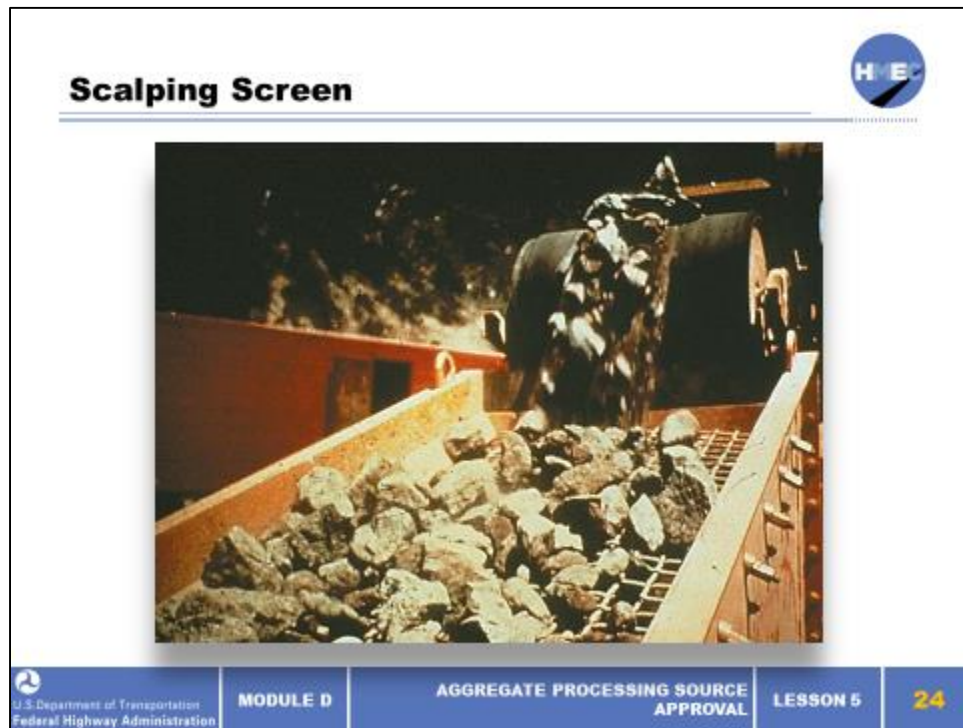 Scalping Screen
HMEC
U.S.Department of Transportation
Federal Highway Administration
MODULE D
AGGREGATE PROCESSING SOURCE
APPROVAL
LESSON 5
24